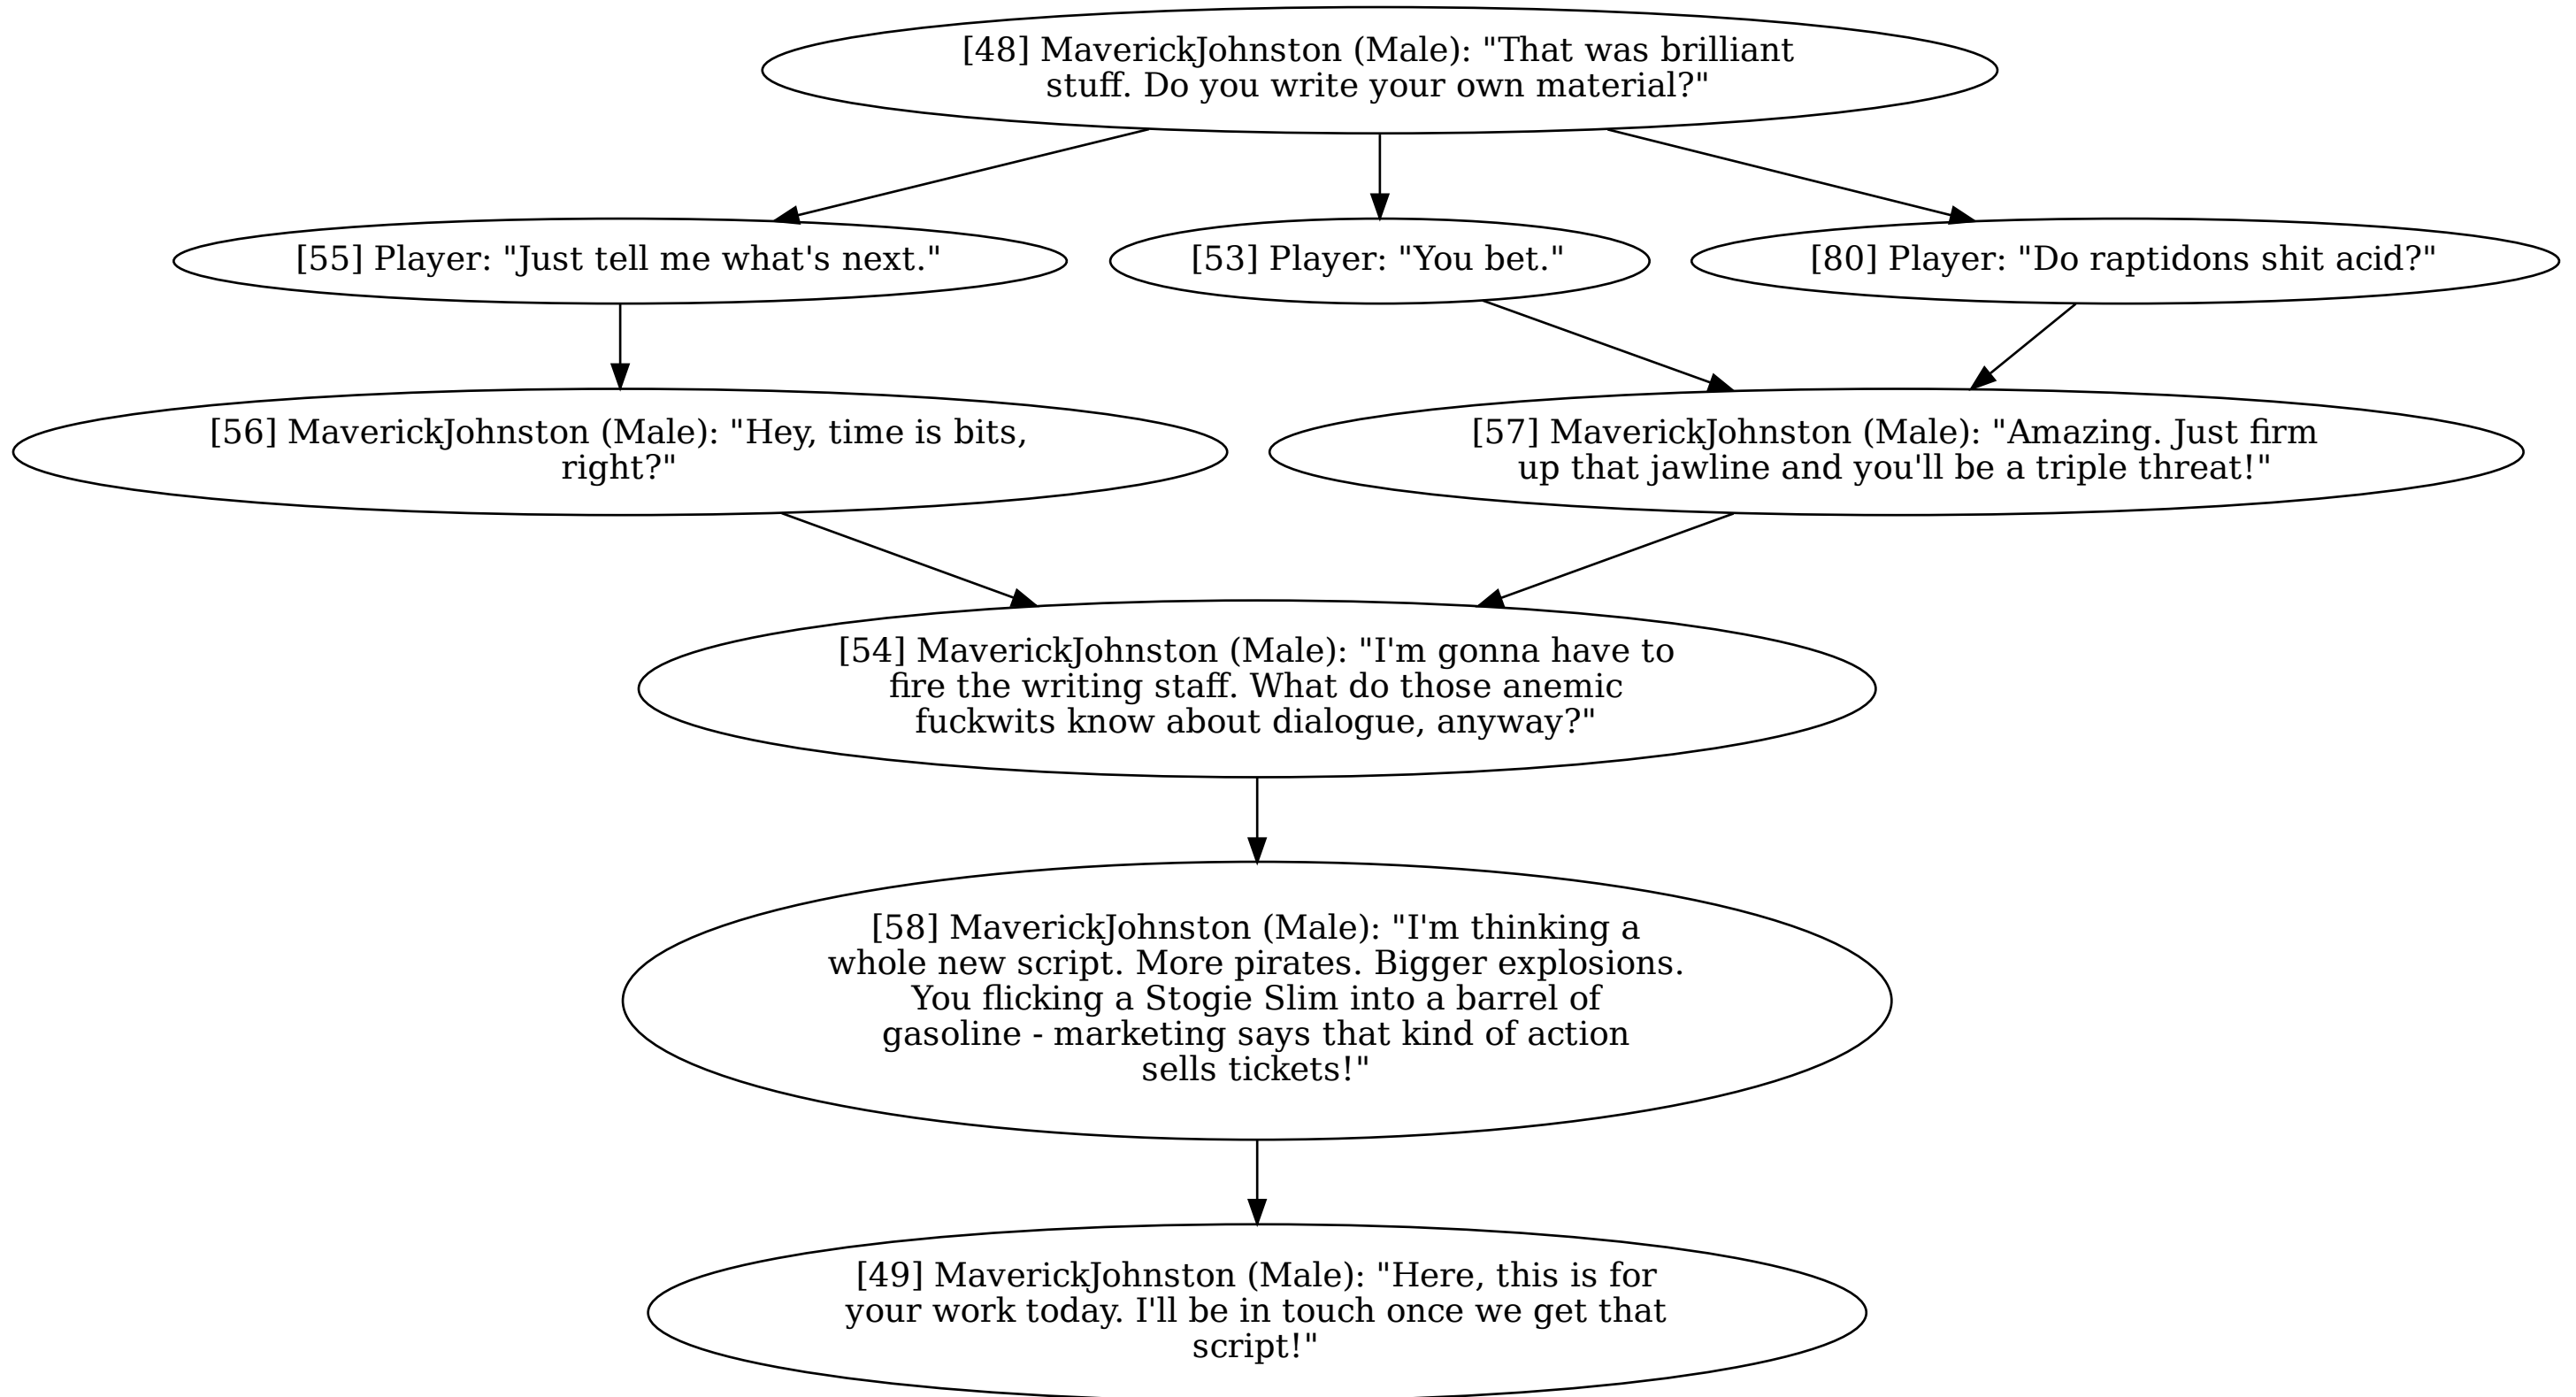 [48] MaverickJohnston (Male): "That was brilliant
stuff. Do you write your own material?"
[55] Player: "Just tell me what's next."
[53] Player: "You bet."
[80] Player: "Do raptidons shit acid?"
[56] MaverickJohnston (Male): "Hey, time is bits,
right?"
[57] MaverickJohnston (Male): "Amazing. Just firm
up that jawline and you'll be a triple threat!"
[54] MaverickJohnston (Male): "I'm gonna have to
fire the writing staff. What do those anemic
fuckwits know about dialogue, anyway?"
[58] MaverickJohnston (Male): "I'm thinking a
whole new script. More pirates. Bigger explosions.
You flicking a Stogie Slim into a barrel of
gasoline - marketing says that kind of action
sells tickets!"
[49] MaverickJohnston (Male): "Here, this is for
your work today. I'll be in touch once we get that
script!"